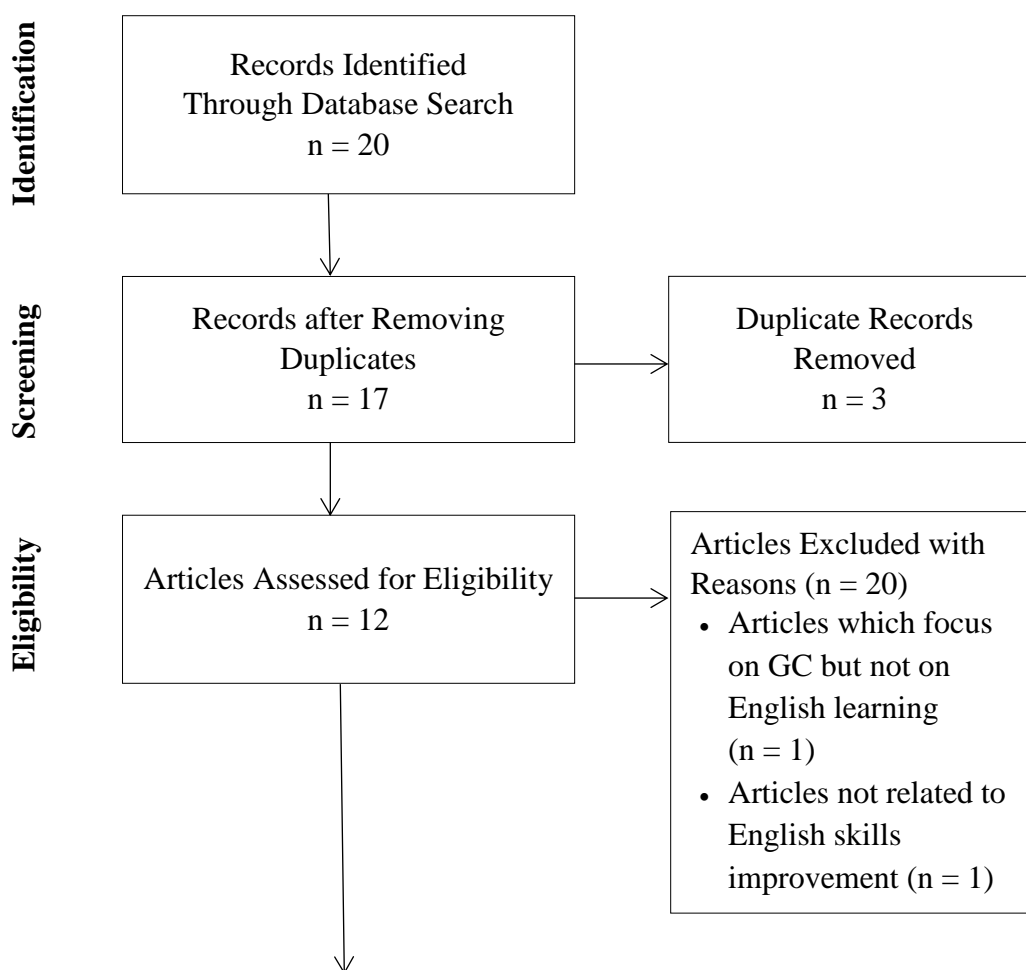 Identification
Records Identified
Through Database Search
n = 20
Screening
Records after Removing
Duplicates
n = 17
Duplicate Records
Removed
n = 3
Eligibility
Articles Assessed for Eligibility
n = 12
Articles Excluded with
Reasons (n = 20)
• Articles which focus
on GC but not on
English learning
(n = 1)
• Articles not related to
English skills
improvement (n = 1)